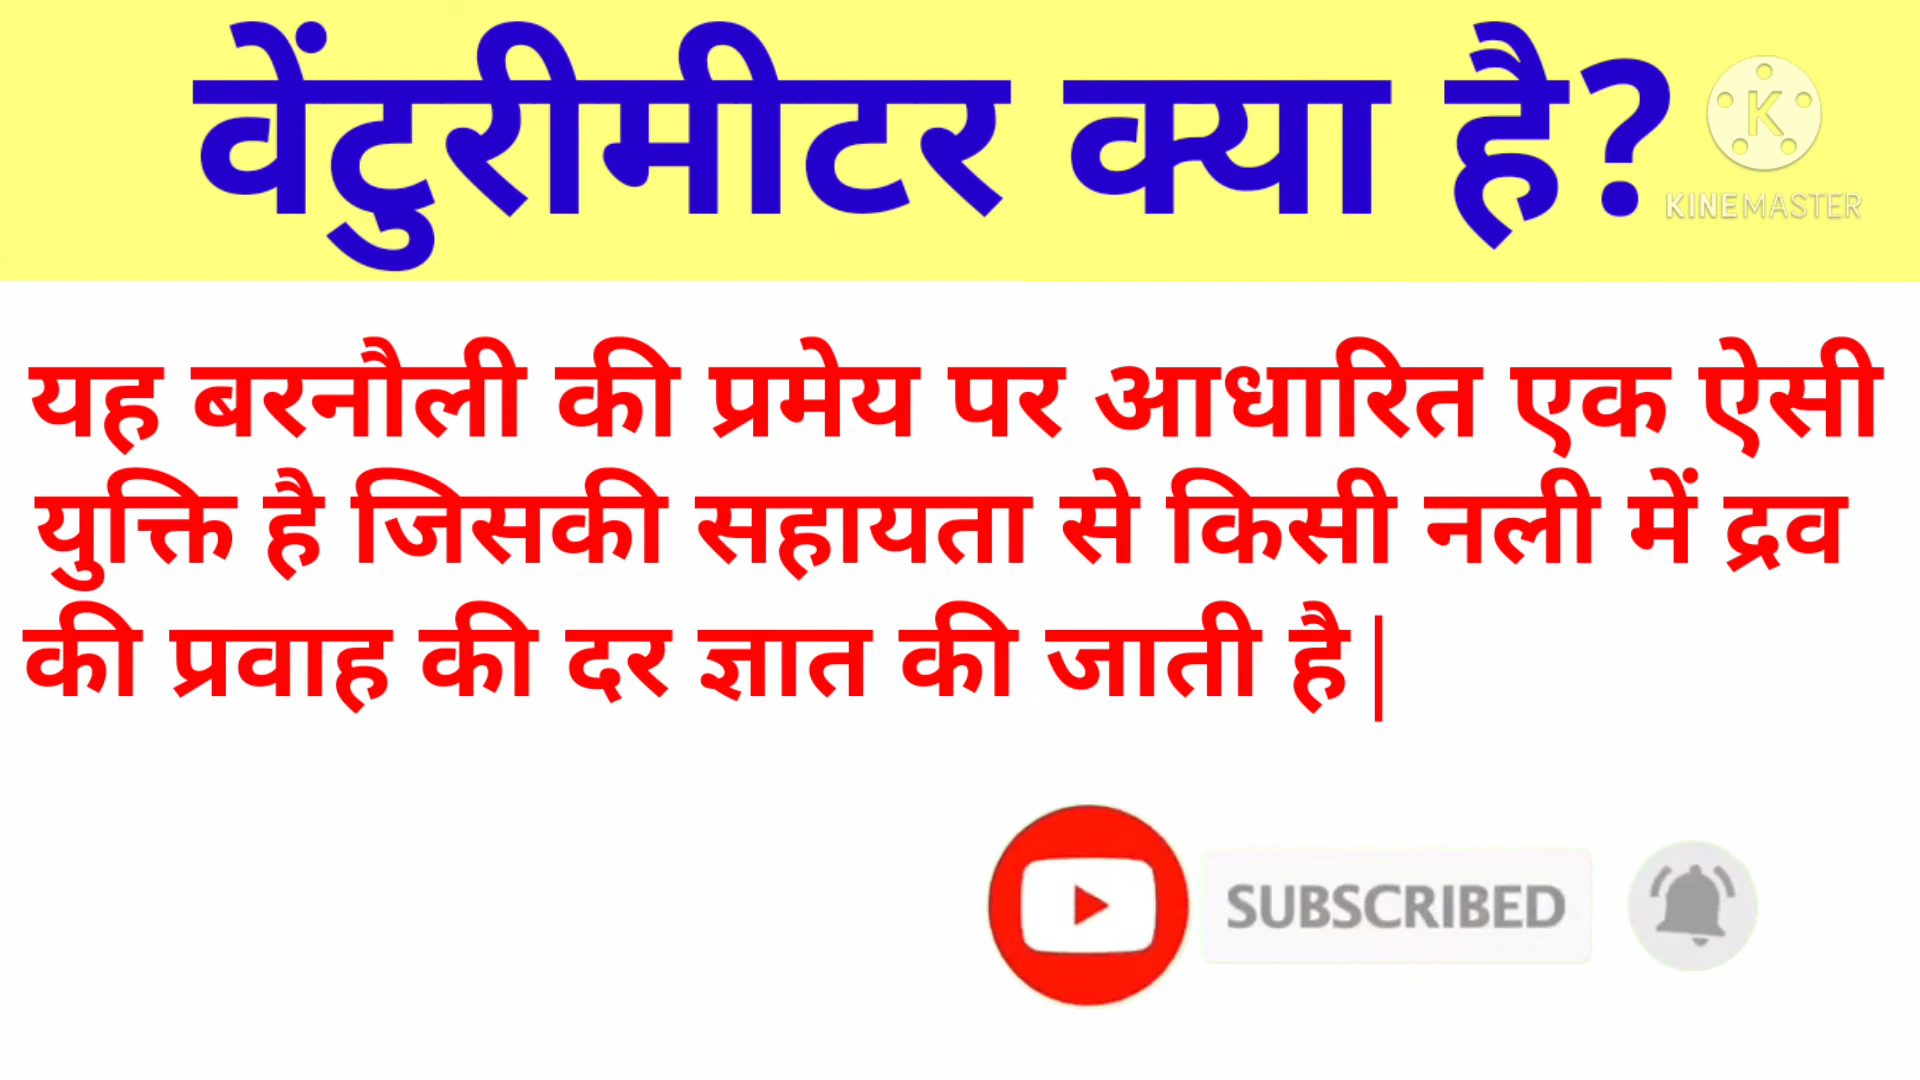 वेंटुरीमीटर क्या है?
K
KINEMASTER
यह बरनौली की प्रमेय पर आधारित एक ऐसी
युक्ति है जिसकी सहायता से किसी नली में द्रव
की प्रवाह की दर ज्ञात की जाती है |
SUBSCRIBED